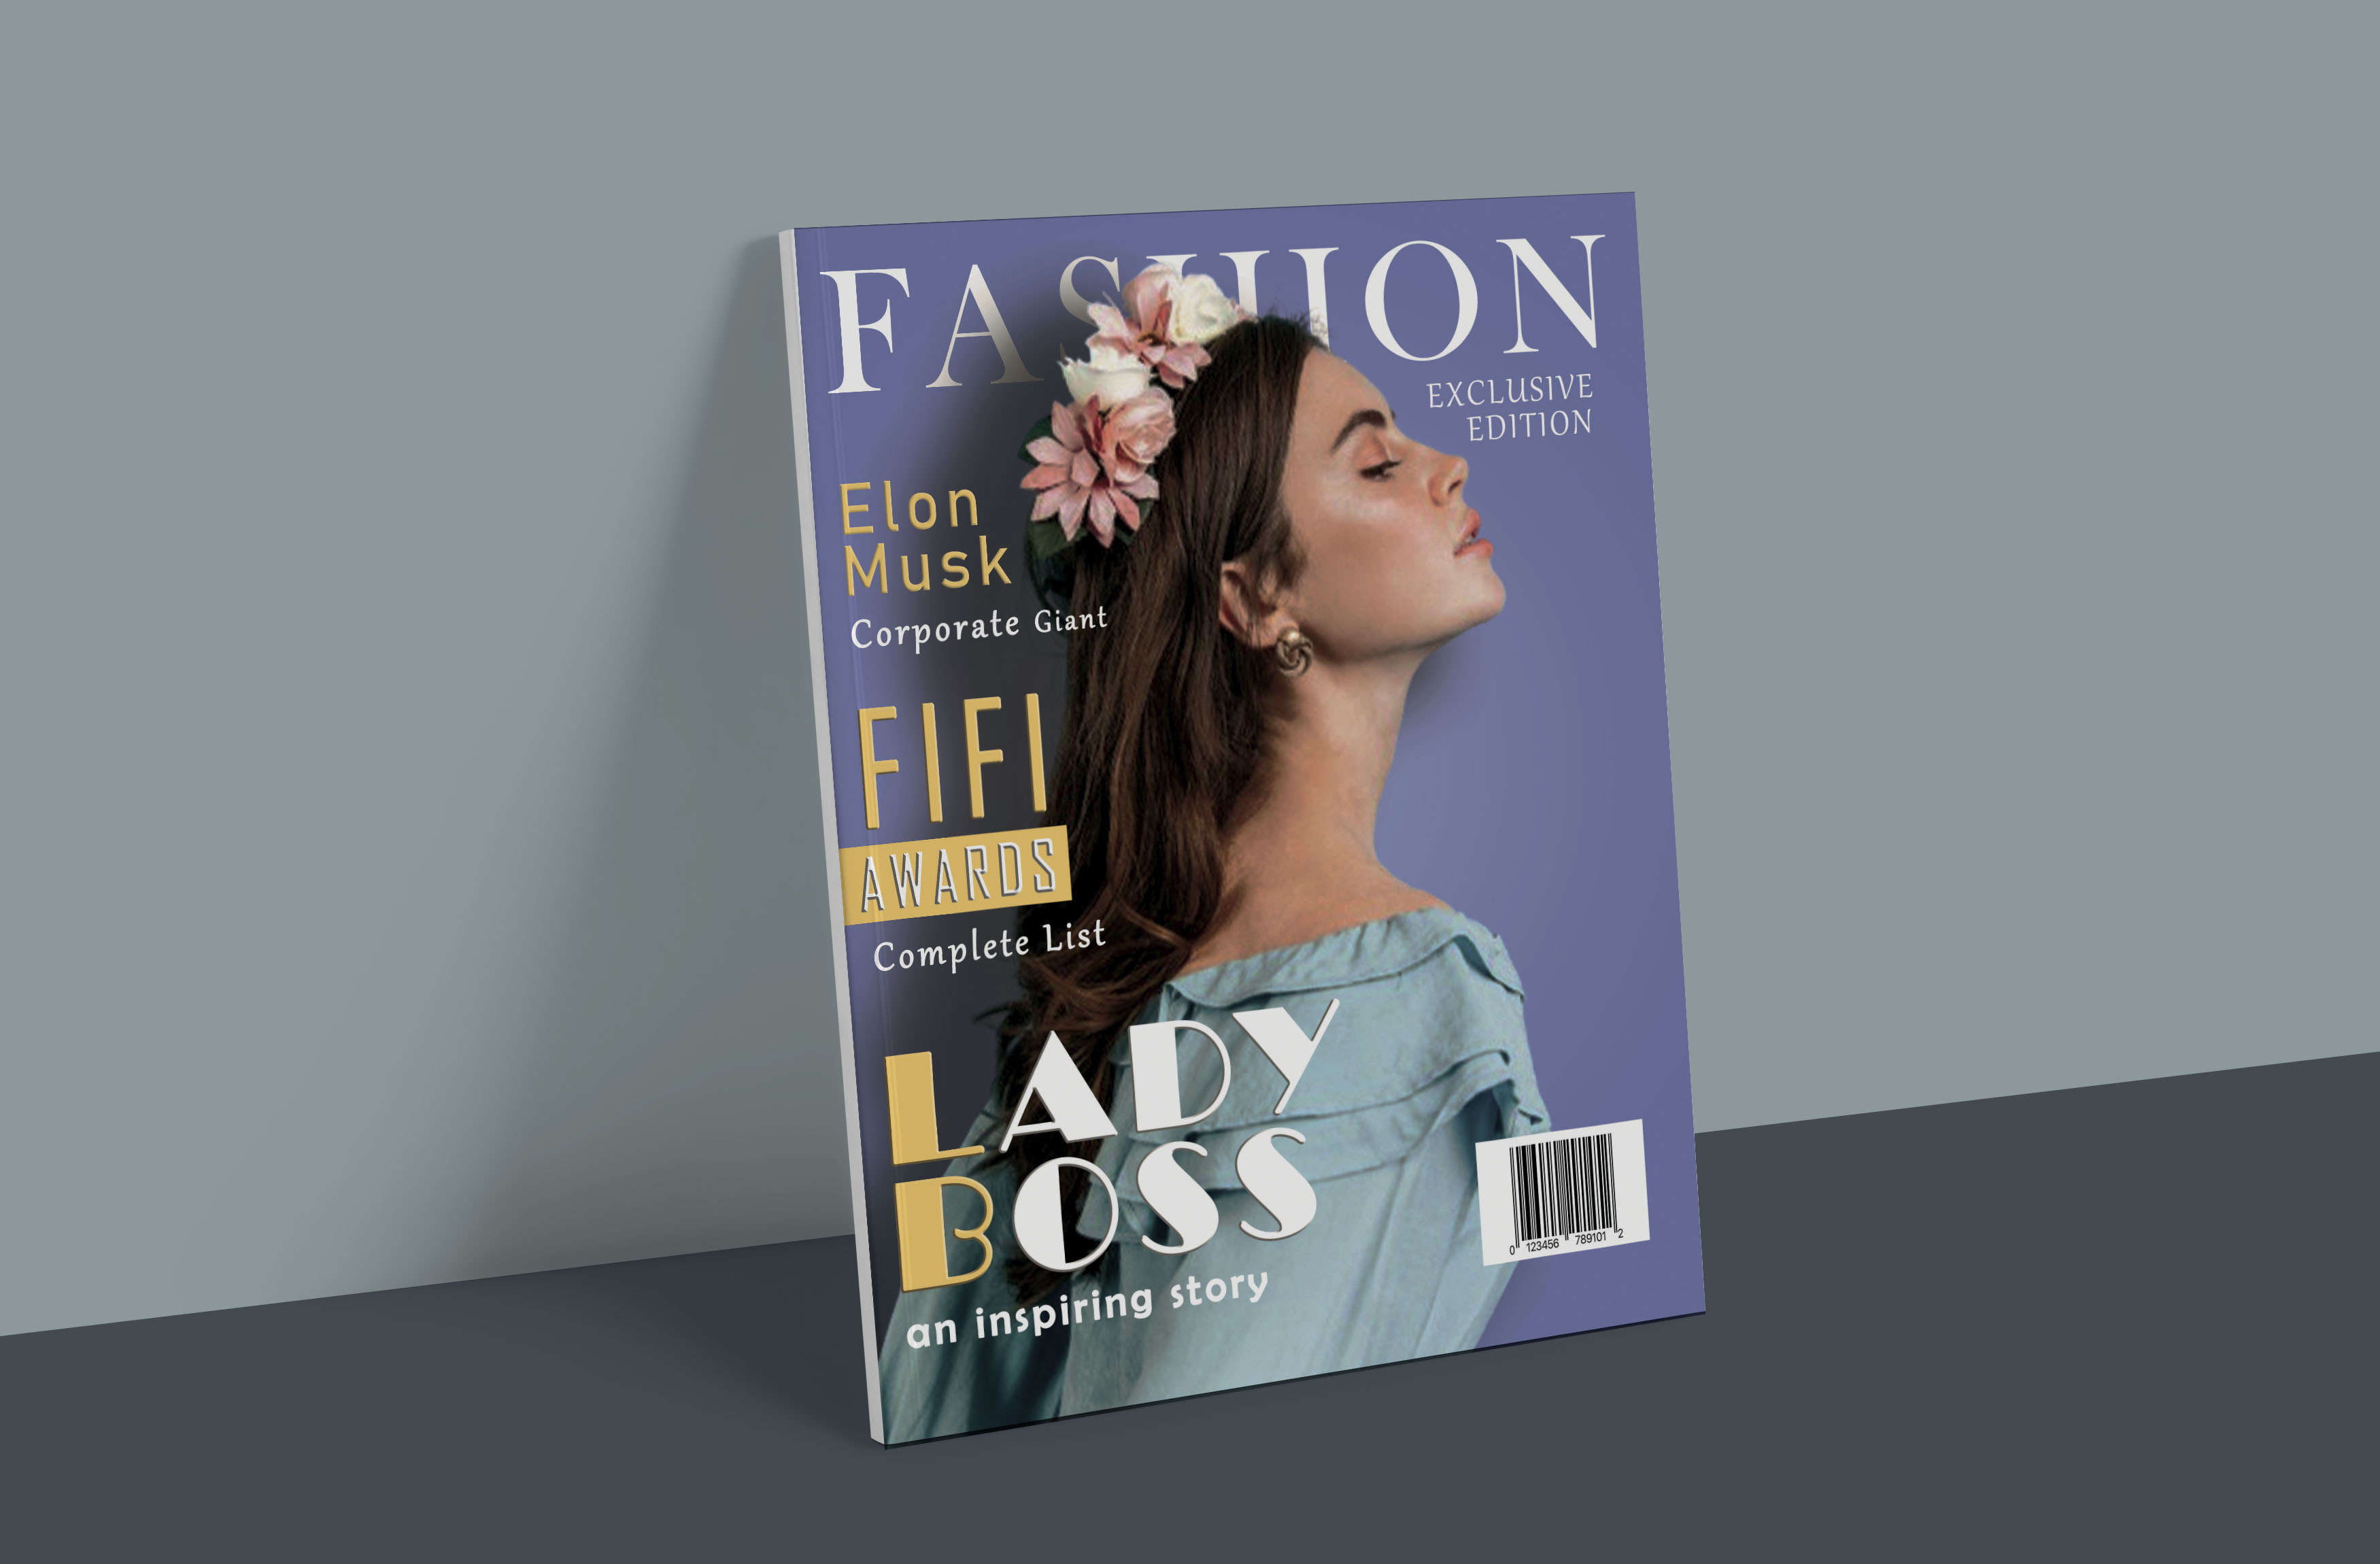 FASHION
EXCLUSIVE
EDITION
Elon
Musk
Corporate Giant
FIFI
AWARDS
Complete List
LADY
BOSS
an inspiring story
0 123456 789101 2